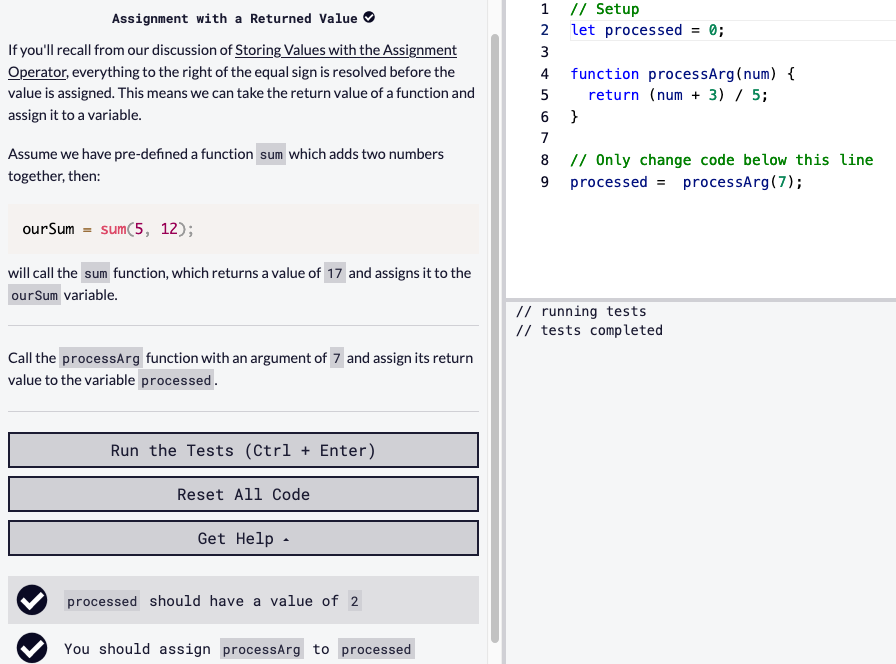 Assignment with a Returned Value
If you'll recall from our discussion of Storing Values with the Assignment
Operator, everything to the right of the equal sign is resolved before the
value is assigned. This means we can take the return value of a function and
assign it to a variable.
Assume we have pre-defined a function sum which adds two numbers
together, then:
ourSum = sum(5, 12);
will call the sum function, which returns a value of 17 and assigns it to the
ourSum variable.
Call the processArg function with an argument of 7 and assign its return
value to the variable processed.
Run the Tests (Ctrl + Enter)
Reset All Code
Get Help
processed should have a value of 2
You should assign processArg to processed
1 // Setup
2 let processed = 0;
3
4 function processArg(num) {
5 return (num + 3) / 5;
6 }
7
8 // Only change code below this line
9 processed =  processArg(7);
// running tests
// tests completed